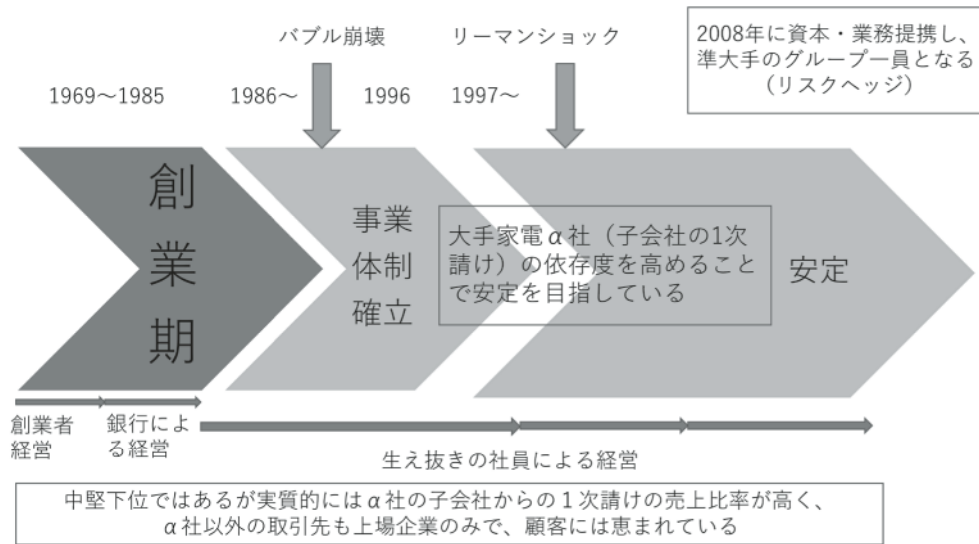 バブル崩壊
リーマンショック
2008年に資本・業務提携し、
準大手のグループ一員となる
（リスクヘッジ）
1969〜1985
1986〜
1996
1997〜
創
業
期
事業
体制
確立
大手家電α社（子会社の1次
請け）の依存度を高めること
で安定を目指している
安定
創業者
経営
銀行によ
る経営
生え抜きの社員による経営
中堅下位ではあるが実質的にはα社の子会社からの１次請けの売上比率が高く、
α社以外の取引先も上場企業のみで、顧客には恵まれている